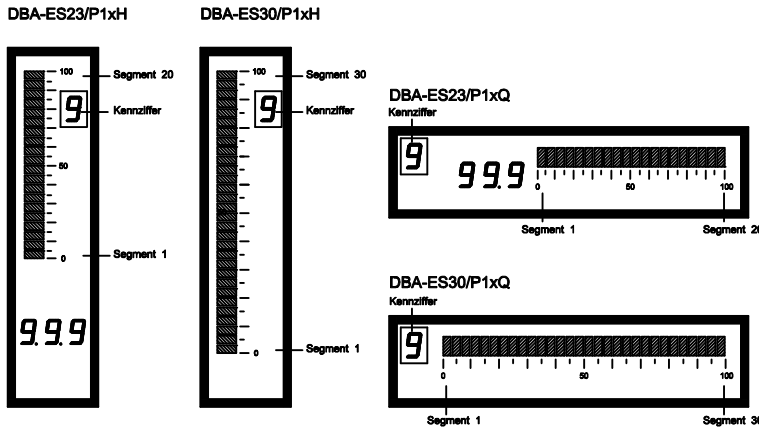 DBA-ES23/P1xH
100
Segment 20
9
Kennziffer
50
Segment 1
0
9.9.9
DBA-ES30/P1xH
100
Segment 30
9
Kennziffer
0
Segment 1
DBA-ES23/P1xQ
Kennziffer
9
99.9
0 50 100
Segment 1 Segment 20
DBA-ES30/P1xQ
Kennziffer
9
0 50 100
Segment 1 Segment 30